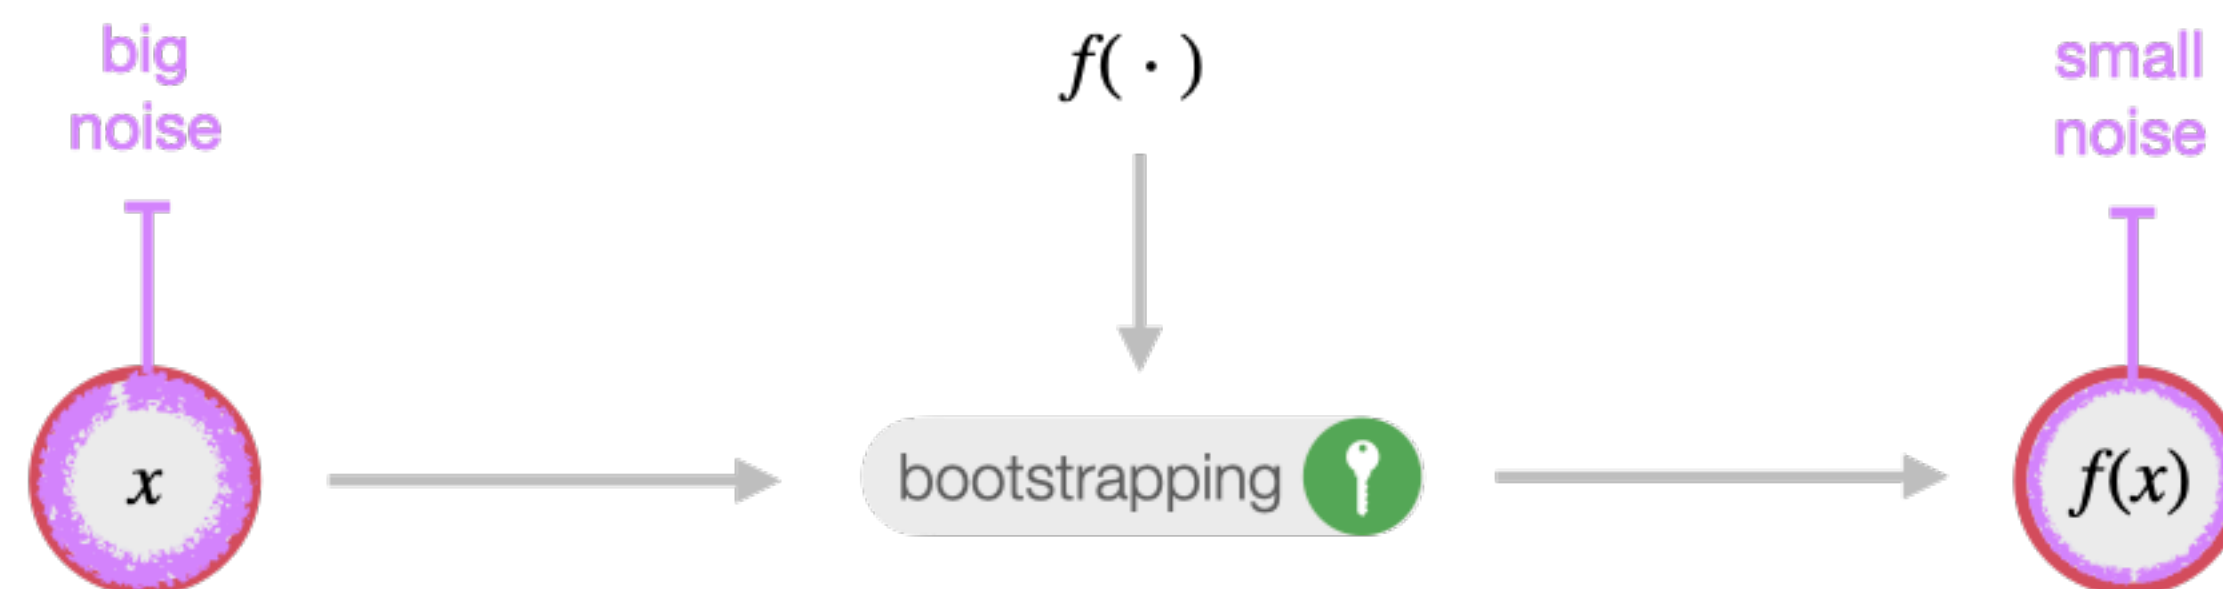 big
noise
f( · )
small
noise
x
bootstrapping
f(x)